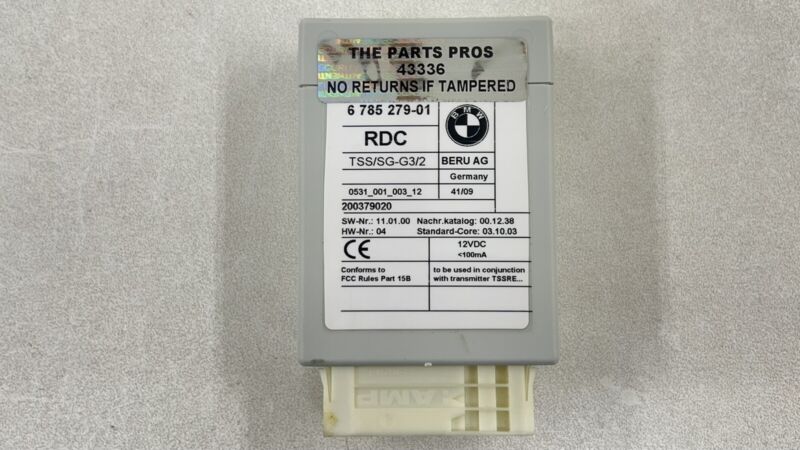 THE PARTS PROS
43336
NO RETURNS IF TAMPERED
6 785 279-01
BMW
RDC
TSS/SG-G3/2
BERU AG
Germany
0531_001_003_12
41/09
200379020
SW-Nr.: 11.01.00 Nachr.katalog: 00.12.38
HW-Nr.: 04 Standard-Core: 03.10.03
CE
12VDC
<100mA
Conforms to
FCC Rules Part 15B
to be used in conjunction
with transmitter TSSRE...
AMP